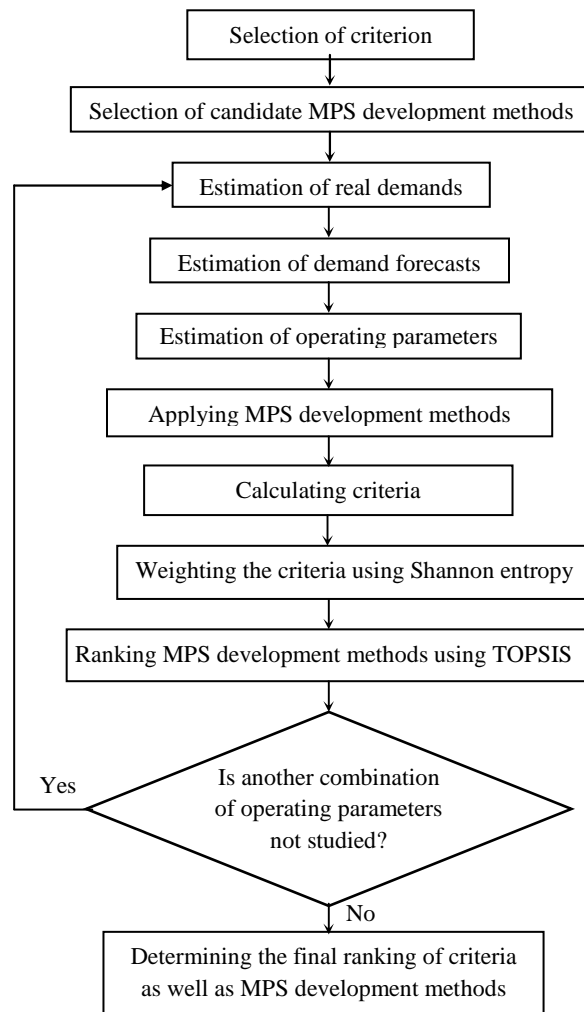 Selection of criterion
Selection of candidate MPS development methods
Estimation of real demands
Estimation of demand forecasts
Estimation of operating parameters
Applying MPS development methods
Calculating criteria
Weighting the criteria using Shannon entropy
Ranking MPS development methods using TOPSIS
Yes
Is another combination
of operating parameters
not studied?
No
Determining the final ranking of criteria
as well as MPS development methods